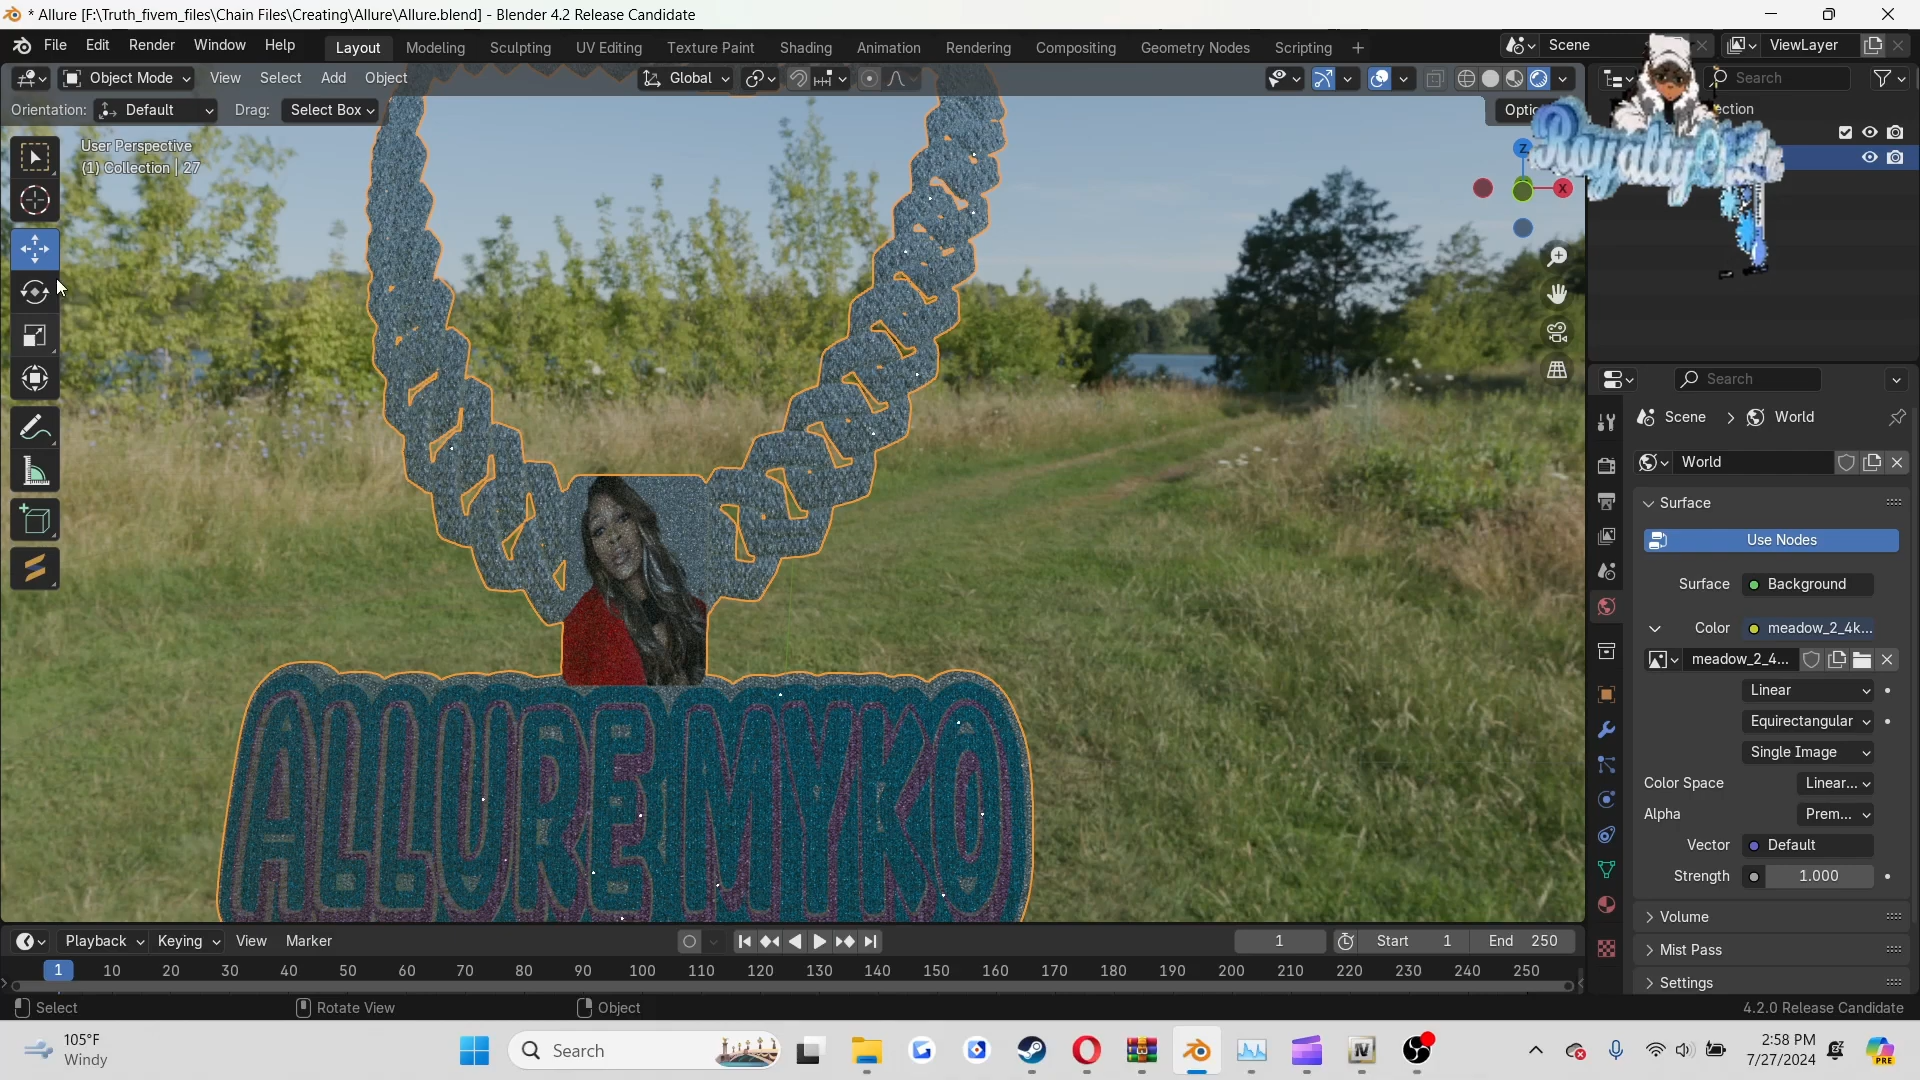 * Allure [F:\Truth_fivem_files\Chain Files\Creating\Allure\Allure.blend] - Blender 4.2 Release Candidate
File Edit Render Window Help
Layout Modeling Sculpting UV Editing Texture Paint Shading Animation Rendering Compositing Geometry Nodes Scripting +
Scene
ViewLayer
Object Mode View Select Add Object
Global
Search
Orientation: Default Drag: Select Box
Optio
ection
User Perspective
(1) Collection | 27
Z
X
Search
Scene > World
World
Surface
Use Nodes
Surface Background
Color meadow_2_4k...
meadow_2_4...
Linear
Equirectangular
Single Image
Color Space Linear...
Alpha Prem...
Vector Default
Strength 1.000
Volume
Mist Pass
Settings
ALLURE MYKO
Playback Keying View Marker
1 Start 1 End 250
1 10 20 30 40 50 60 70 80 90 100 110 120 130 140 150 160 170 180 190 200 210 220 230 240 250
Select Rotate View Object
4.2.0 Release Candidate
105°F
Windy
Search
2:58 PM
7/27/2024
PRE